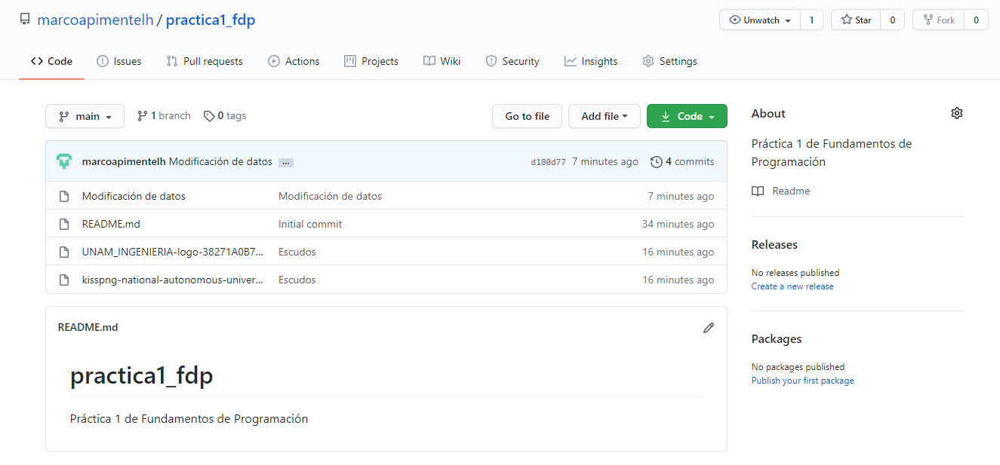 marcoapimentelh / practica1_fdp
Unwatch 1 Star 0 Fork 0
Code Issues Pull requests Actions Projects Wiki Security Insights Settings
main 1 branch 0 tags Go to file Add file Code
marcoapimentelh Modificación de datos ... d180d77 7 minutes ago 4 commits
Modificación de datos Modificación de datos 7 minutes ago
README.md Initial commit 34 minutes ago
UNAM_INGENIERIA-logo-38271A0B7... Escudos 16 minutes ago
kisspng-national-autonomous-univer... Escudos 16 minutes ago
README.md
practica1_fdp
Práctica 1 de Fundamentos de Programación
About
Práctica 1 de Fundamentos de
Programación
Readme
Releases
No releases published
Create a new release
Packages
No packages published
Publish your first package